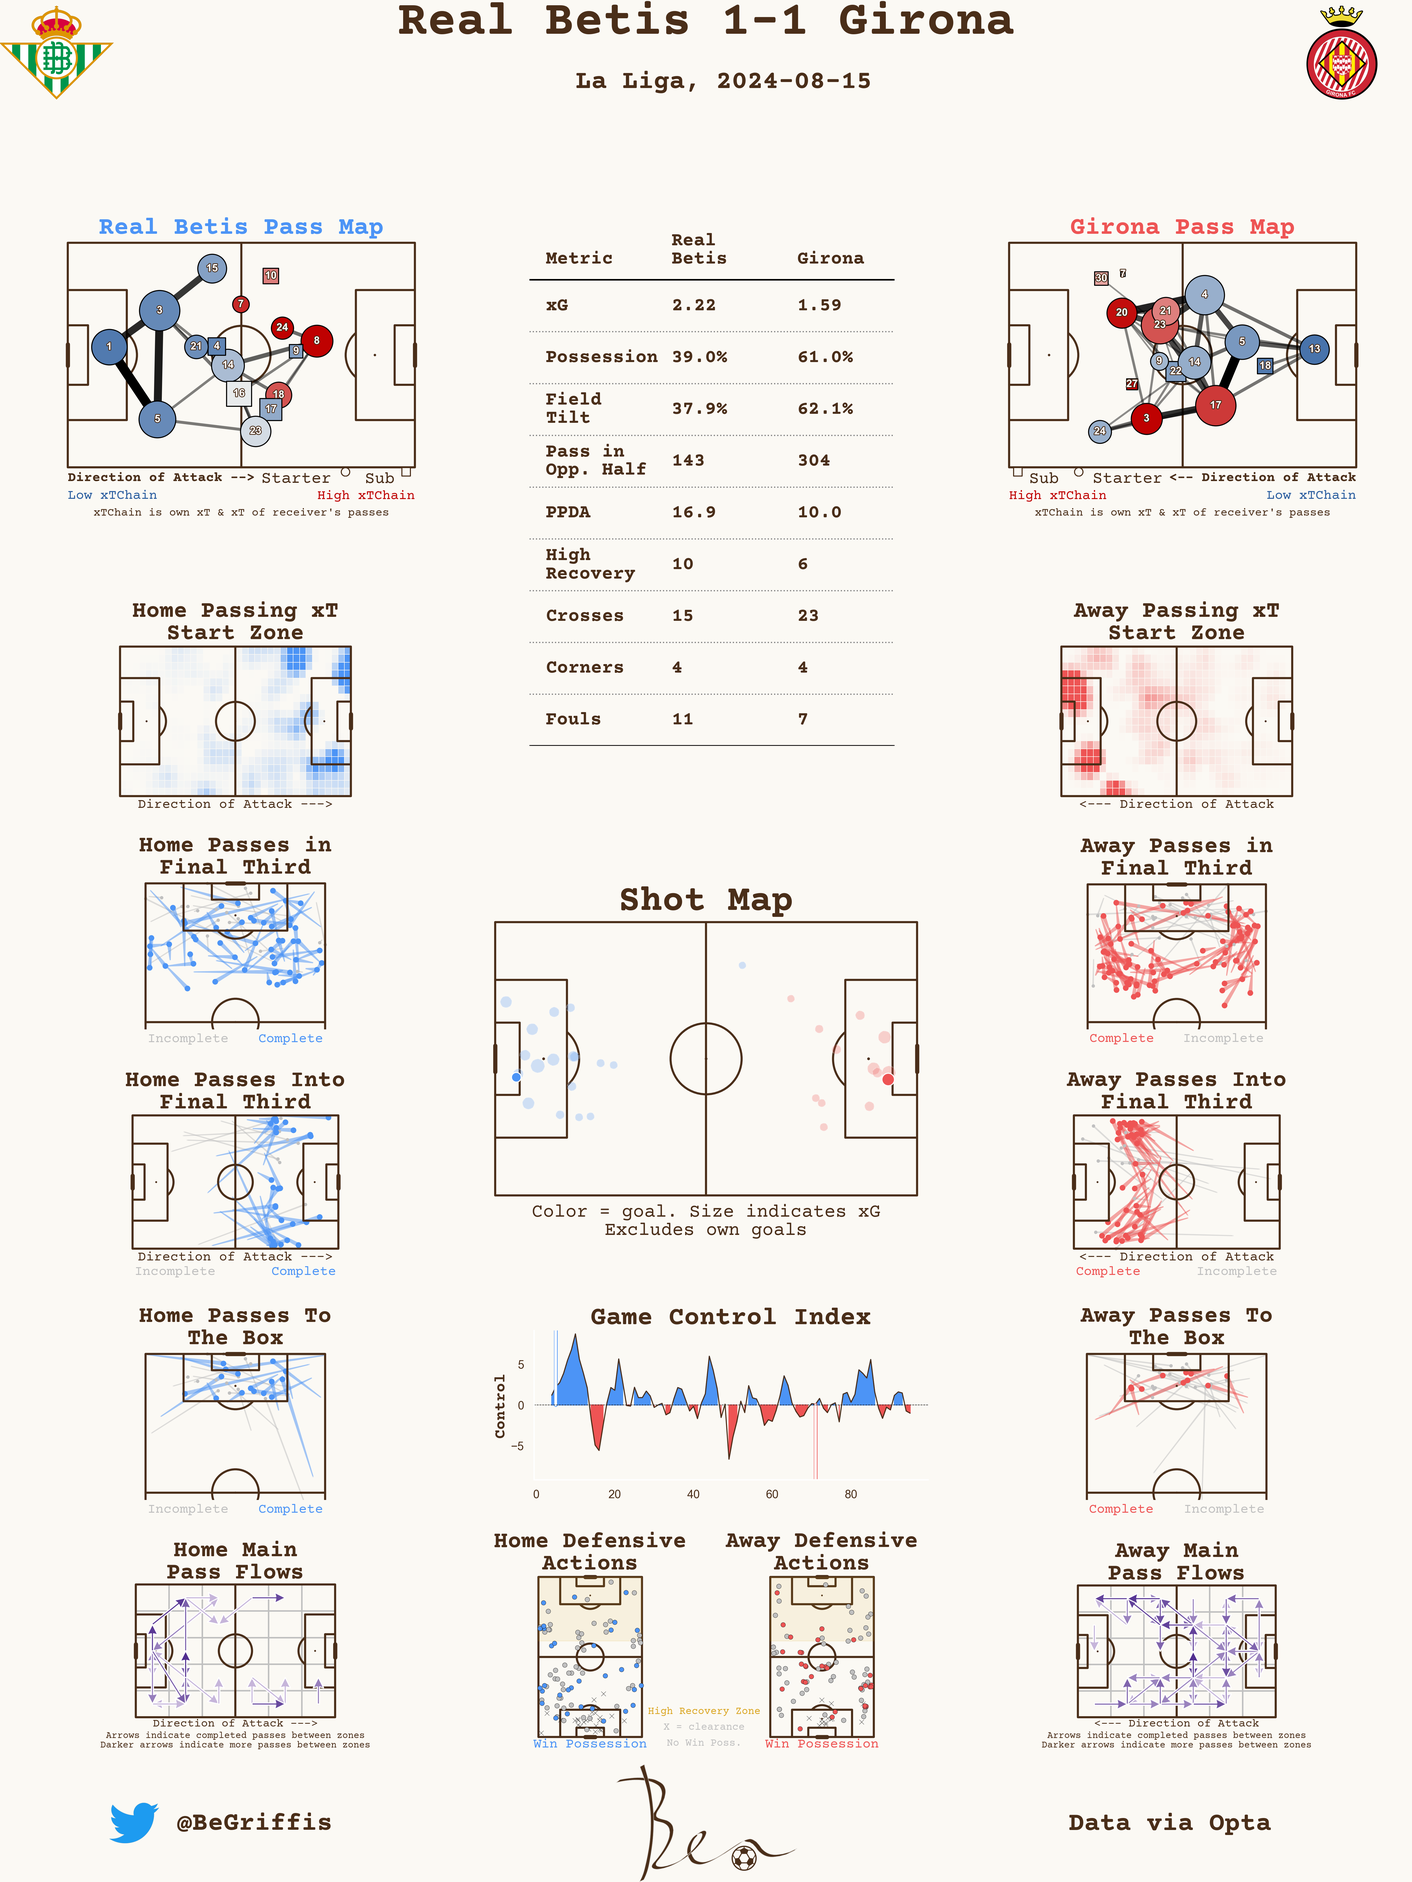 Real Betis 1-1 Girona
La Liga, 2024-08-15
GIRONA FC
Real Betis Pass Map
15
10
3
7
24
1
21
4
8
9
14
16
18
17
5
23
Direction of Attack --> Starter Sub
Low xTChain High xTChain
xTChain is own xT & xT of receiver's passes
Metric Real Betis Girona
xG 2.22 1.59
Possession 39.0% 61.0%
Field Tilt 37.9% 62.1%
Pass in Opp. Half 143 304
PPDA 16.9 10.0
High Recovery 10 6
Crosses 15 23
Corners 4 4
Fouls 11 7
Girona Pass Map
30
7
4
20
21
23
5
13
9
14
22
18
27
17
3
24
Sub Starter <-- Direction of Attack
High xTChain Low xTChain
xTChain is own xT & xT of receiver's passes
Home Passing xT
Start Zone
Direction of Attack --->
Away Passing xT
Start Zone
<--- Direction of Attack
Home Passes in
Final Third
Incomplete Complete
Away Passes in
Final Third
Complete Incomplete
Shot Map
Color = goal. Size indicates xG
Excludes own goals
Home Passes Into
Final Third
Direction of Attack --->
Incomplete Complete
Away Passes Into
Final Third
<--- Direction of Attack
Complete Incomplete
Home Passes To
The Box
Incomplete Complete
Game Control Index
Control
5
0
−5
0 20 40 60 80
Away Passes To
The Box
Complete Incomplete
Home Main
Pass Flows
Direction of Attack --->
Arrows indicate completed passes between zones
Darker arrows indicate more passes between zones
Home Defensive
Actions
Win Possession
Away Defensive
Actions
Win Possession
High Recovery Zone
X = clearance
No Win Poss.
Away Main
Pass Flows
<--- Direction of Attack
Arrows indicate completed passes between zones
Darker arrows indicate more passes between zones
@BeGriffis
Ben
Data via Opta